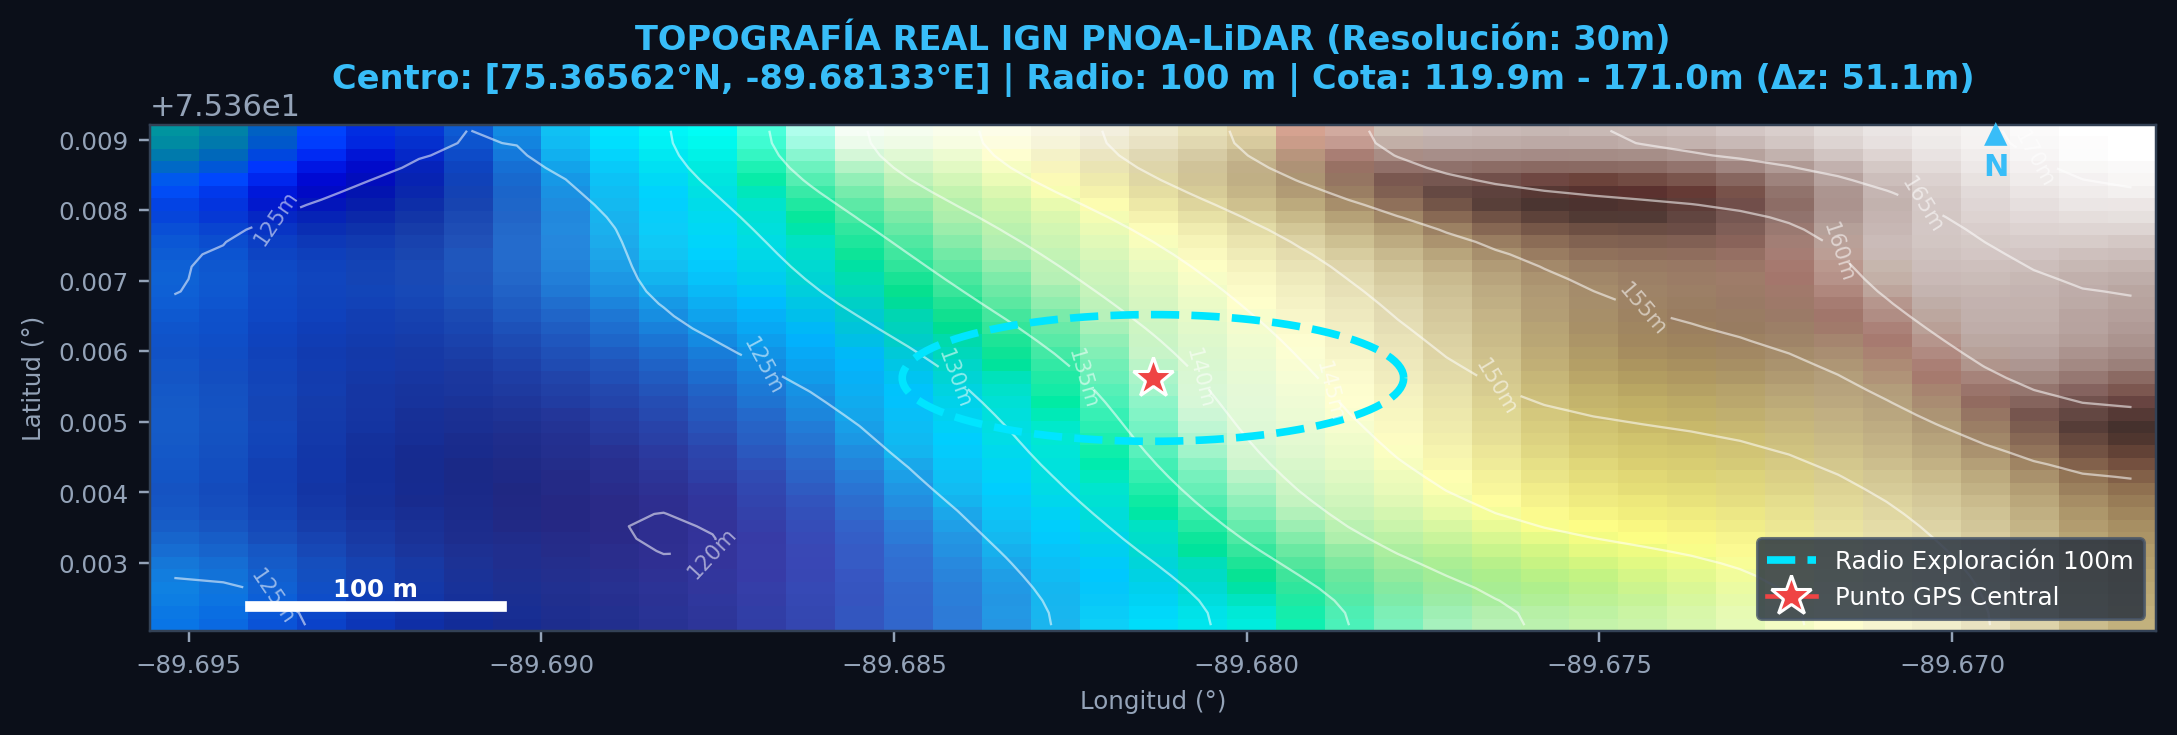 TOPOGRAFÍA REAL IGN PNOA-LiDAR (Resolución: 30m)
Centro: [75.36562°N, -89.68133°E] | Radio: 100 m | Cota: 119.9m - 171.0m (Δz: 51.1m)
+7.536e1
0.009
0.008
0.007
0.006
0.005
0.004
0.003
Latitud (°)
125m
125m
125m
120m
130m
135m
140m
150m
155m
160m
165m
N
100 m
Radio Exploración 100m
Punto GPS Central
−89.695
−89.690
−89.685
−89.680
−89.675
−89.670
Longitud (°)